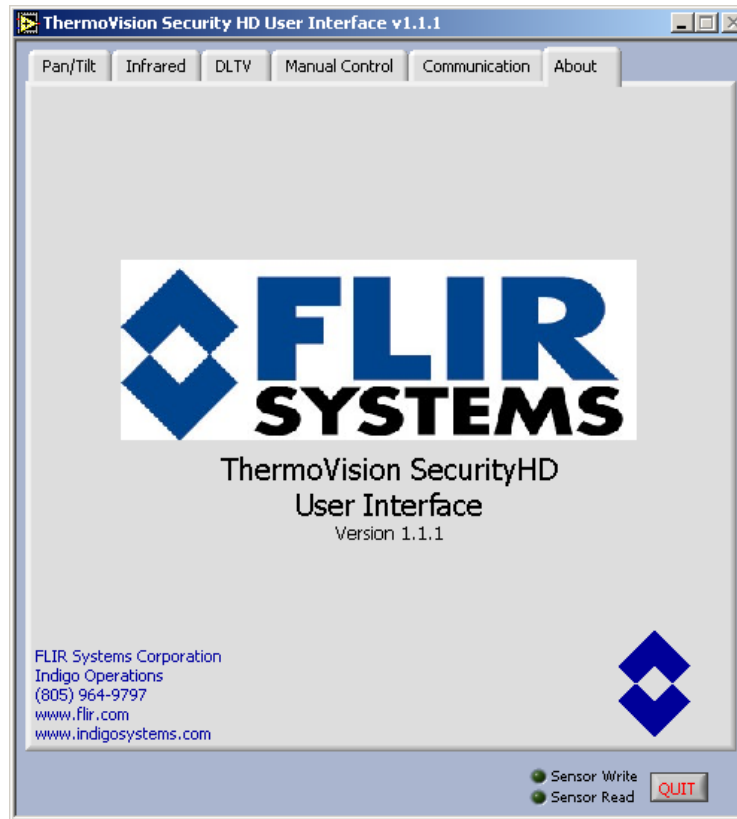 ThermoVision Security HD User Interface v1.1.1
Pan/Tilt Infrared DLTV Manual Control Communication About
FLIR
SYSTEMS
ThermoVision SecurityHD
User Interface
Version 1.1.1
FLIR Systems Corporation
Indigo Operations
(805) 964-9797
www.flir.com
www.indigosystems.com
Sensor Write
Sensor Read
QUIT